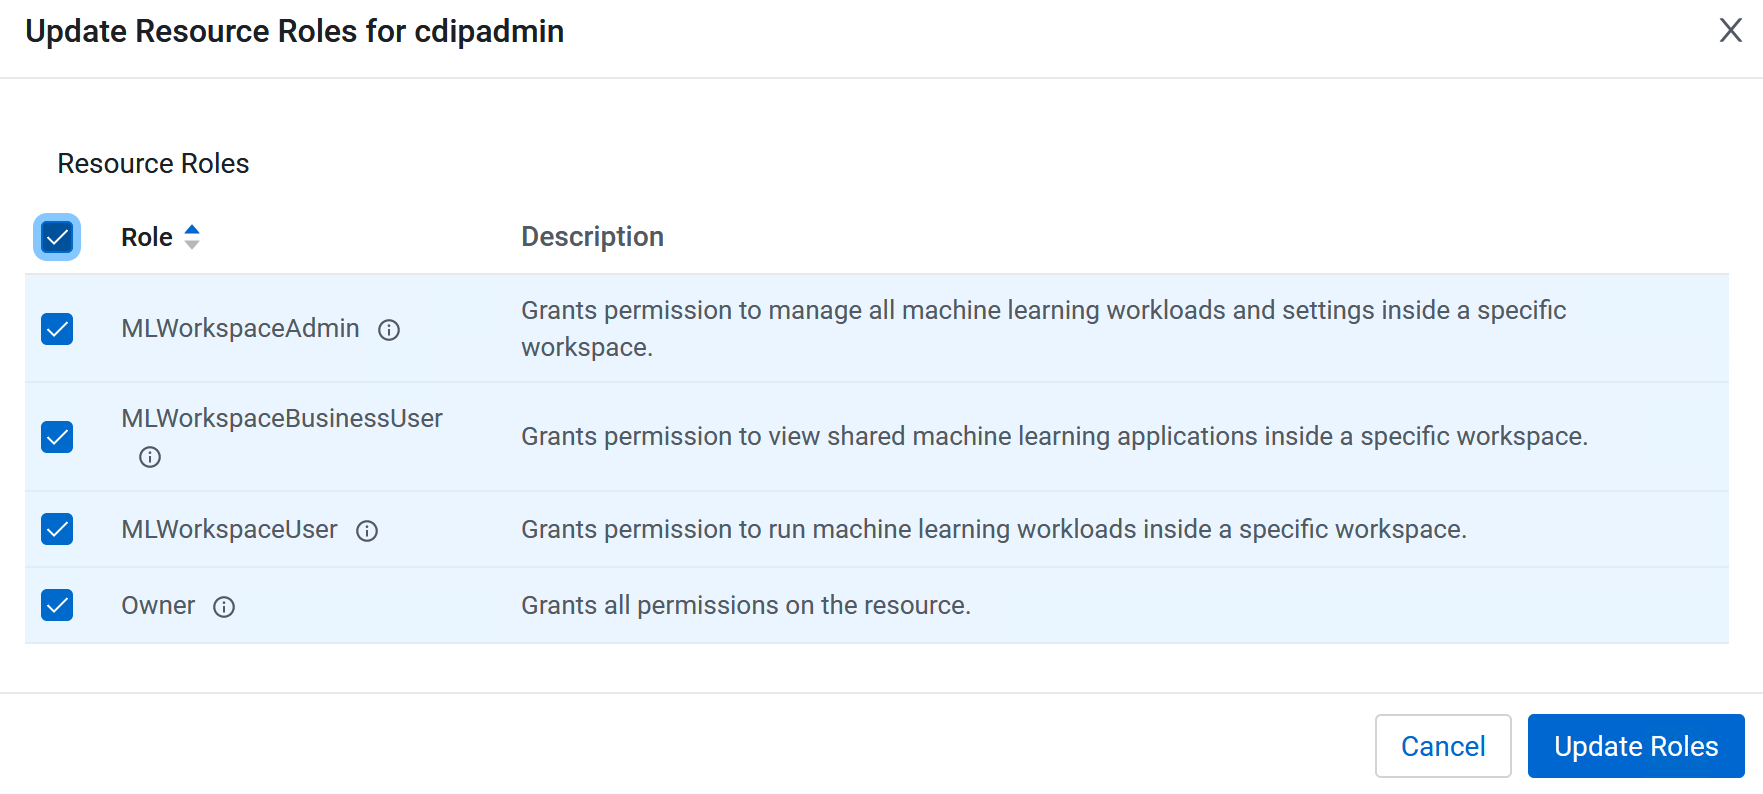 Update Resource Roles for cdipadmin
Resource Roles
Role
Description
MLWorkspaceAdmin
Grants permission to manage all machine learning workloads and settings inside a specific
workspace.
MLWorkspaceBusinessUser
Grants permission to view shared machine learning applications inside a specific workspace.
MLWorkspaceUser
Grants permission to run machine learning workloads inside a specific workspace.
Owner
Grants all permissions on the resource.
Cancel
Update Roles